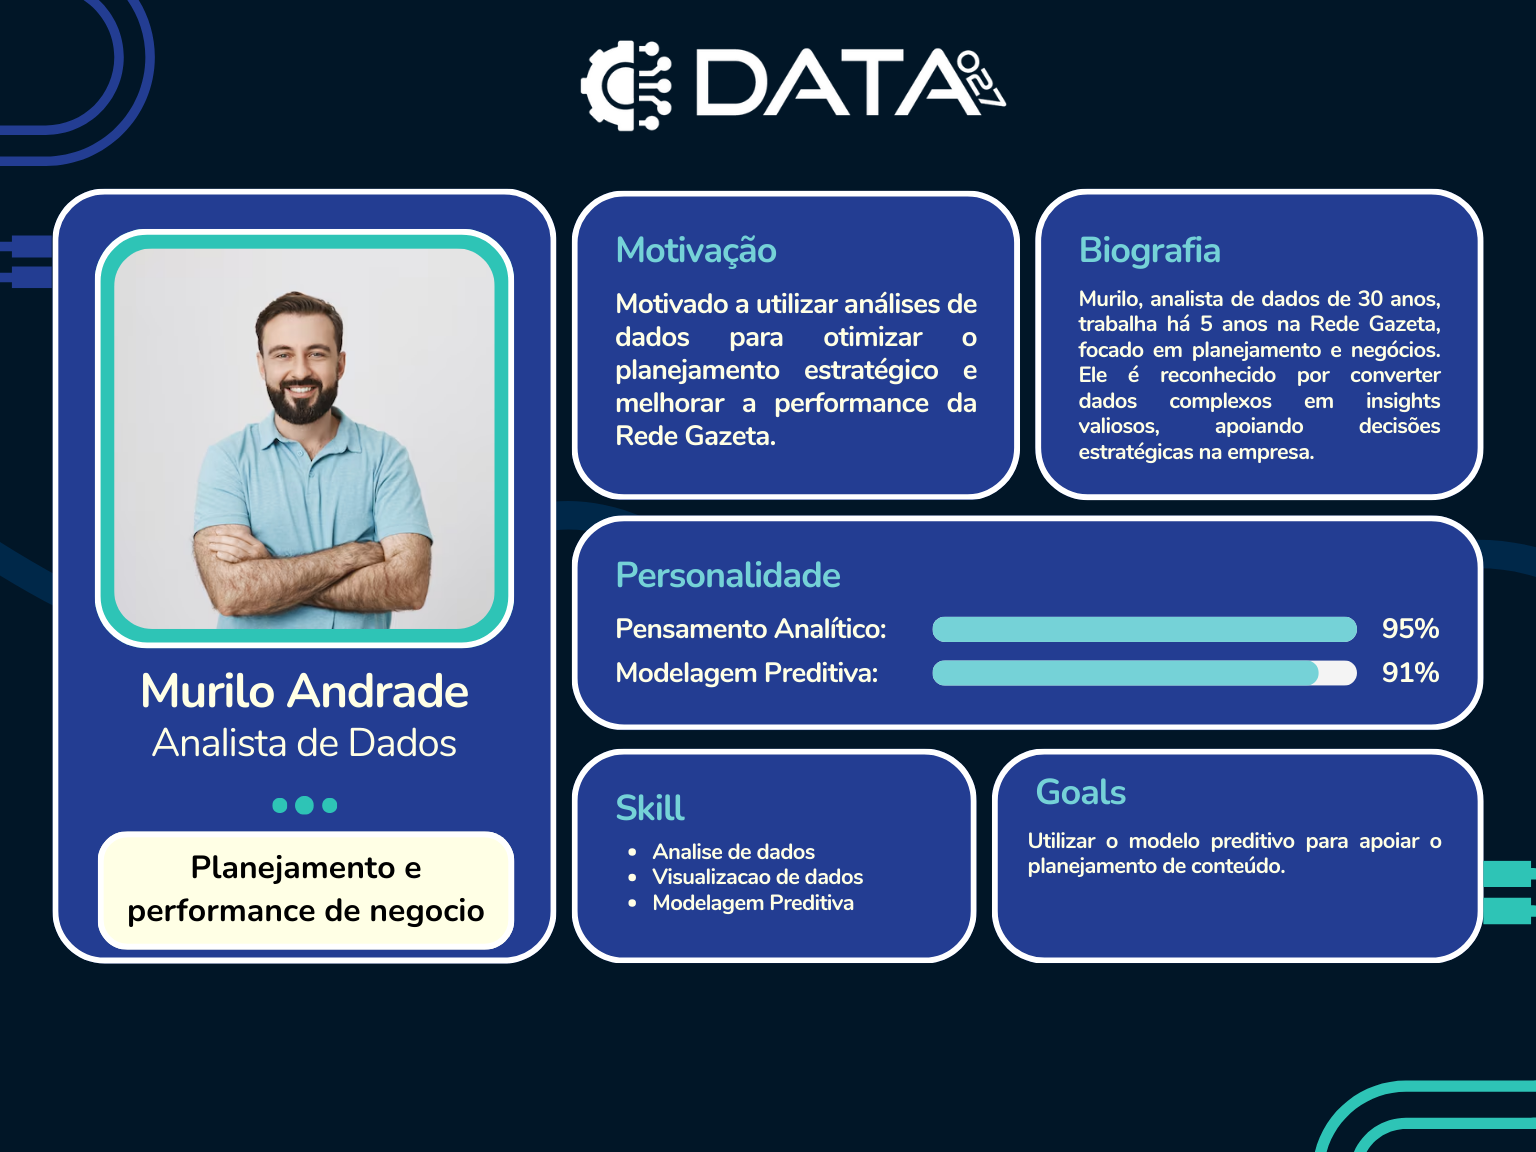 DATA 027
Murilo Andrade
Analista de Dados
Planejamento e
performance de negocio
Motivação
Motivado a utilizar análises de
dados para otimizar o
planejamento estratégico e
melhorar a performance da
Rede Gazeta.
Biografia
Murilo, analista de dados de 30 anos,
trabalha há 5 anos na Rede Gazeta,
focado em planejamento e negócios.
Ele é reconhecido por converter
dados complexos em insights
valiosos, apoiando decisões
estratégicas na empresa.
Personalidade
Pensamento Analítico: 95%
Modelagem Preditiva: 91%
Skill
• Analise de dados
• Visualizacao de dados
• Modelagem Preditiva
Goals
Utilizar o modelo preditivo para apoiar o
planejamento de conteúdo.